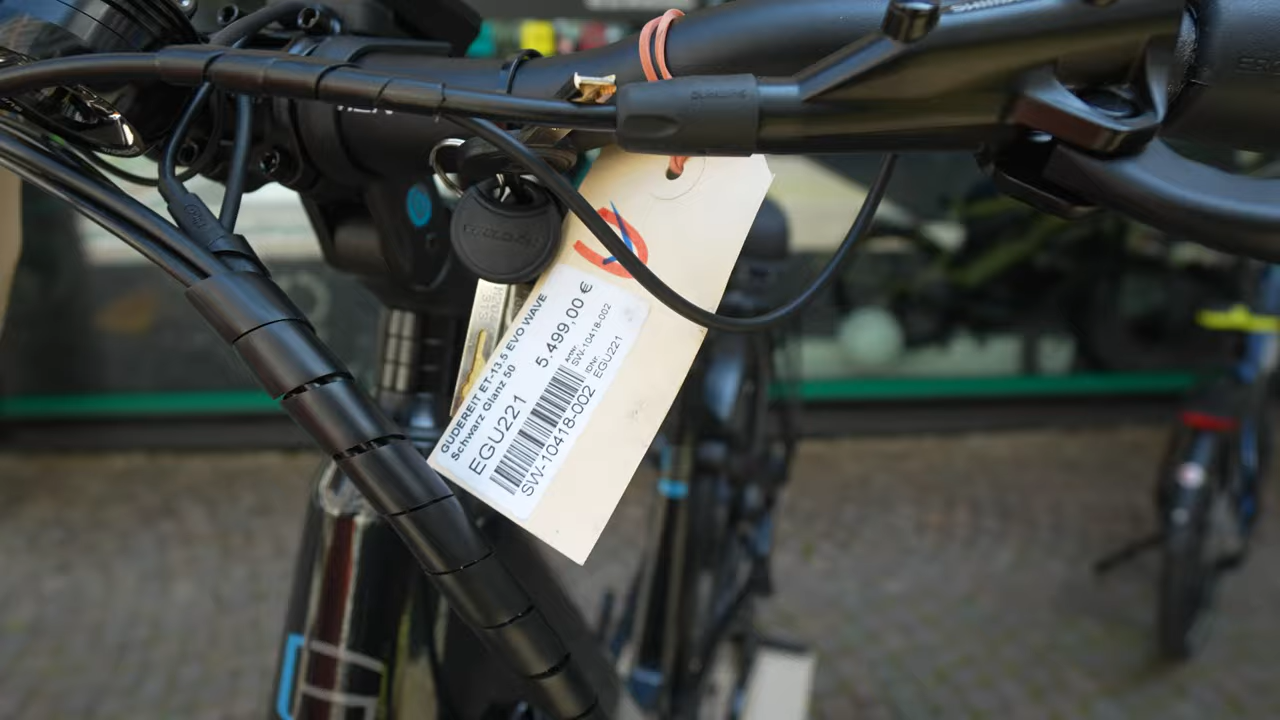 GUDEREIT ET-13.5 EVO WAVE
Schwarz Glanz 50
EGU221
5.499,00 €
ArtNr.
SW-10418-002
IDNr.
EGU221
SW-10418-002